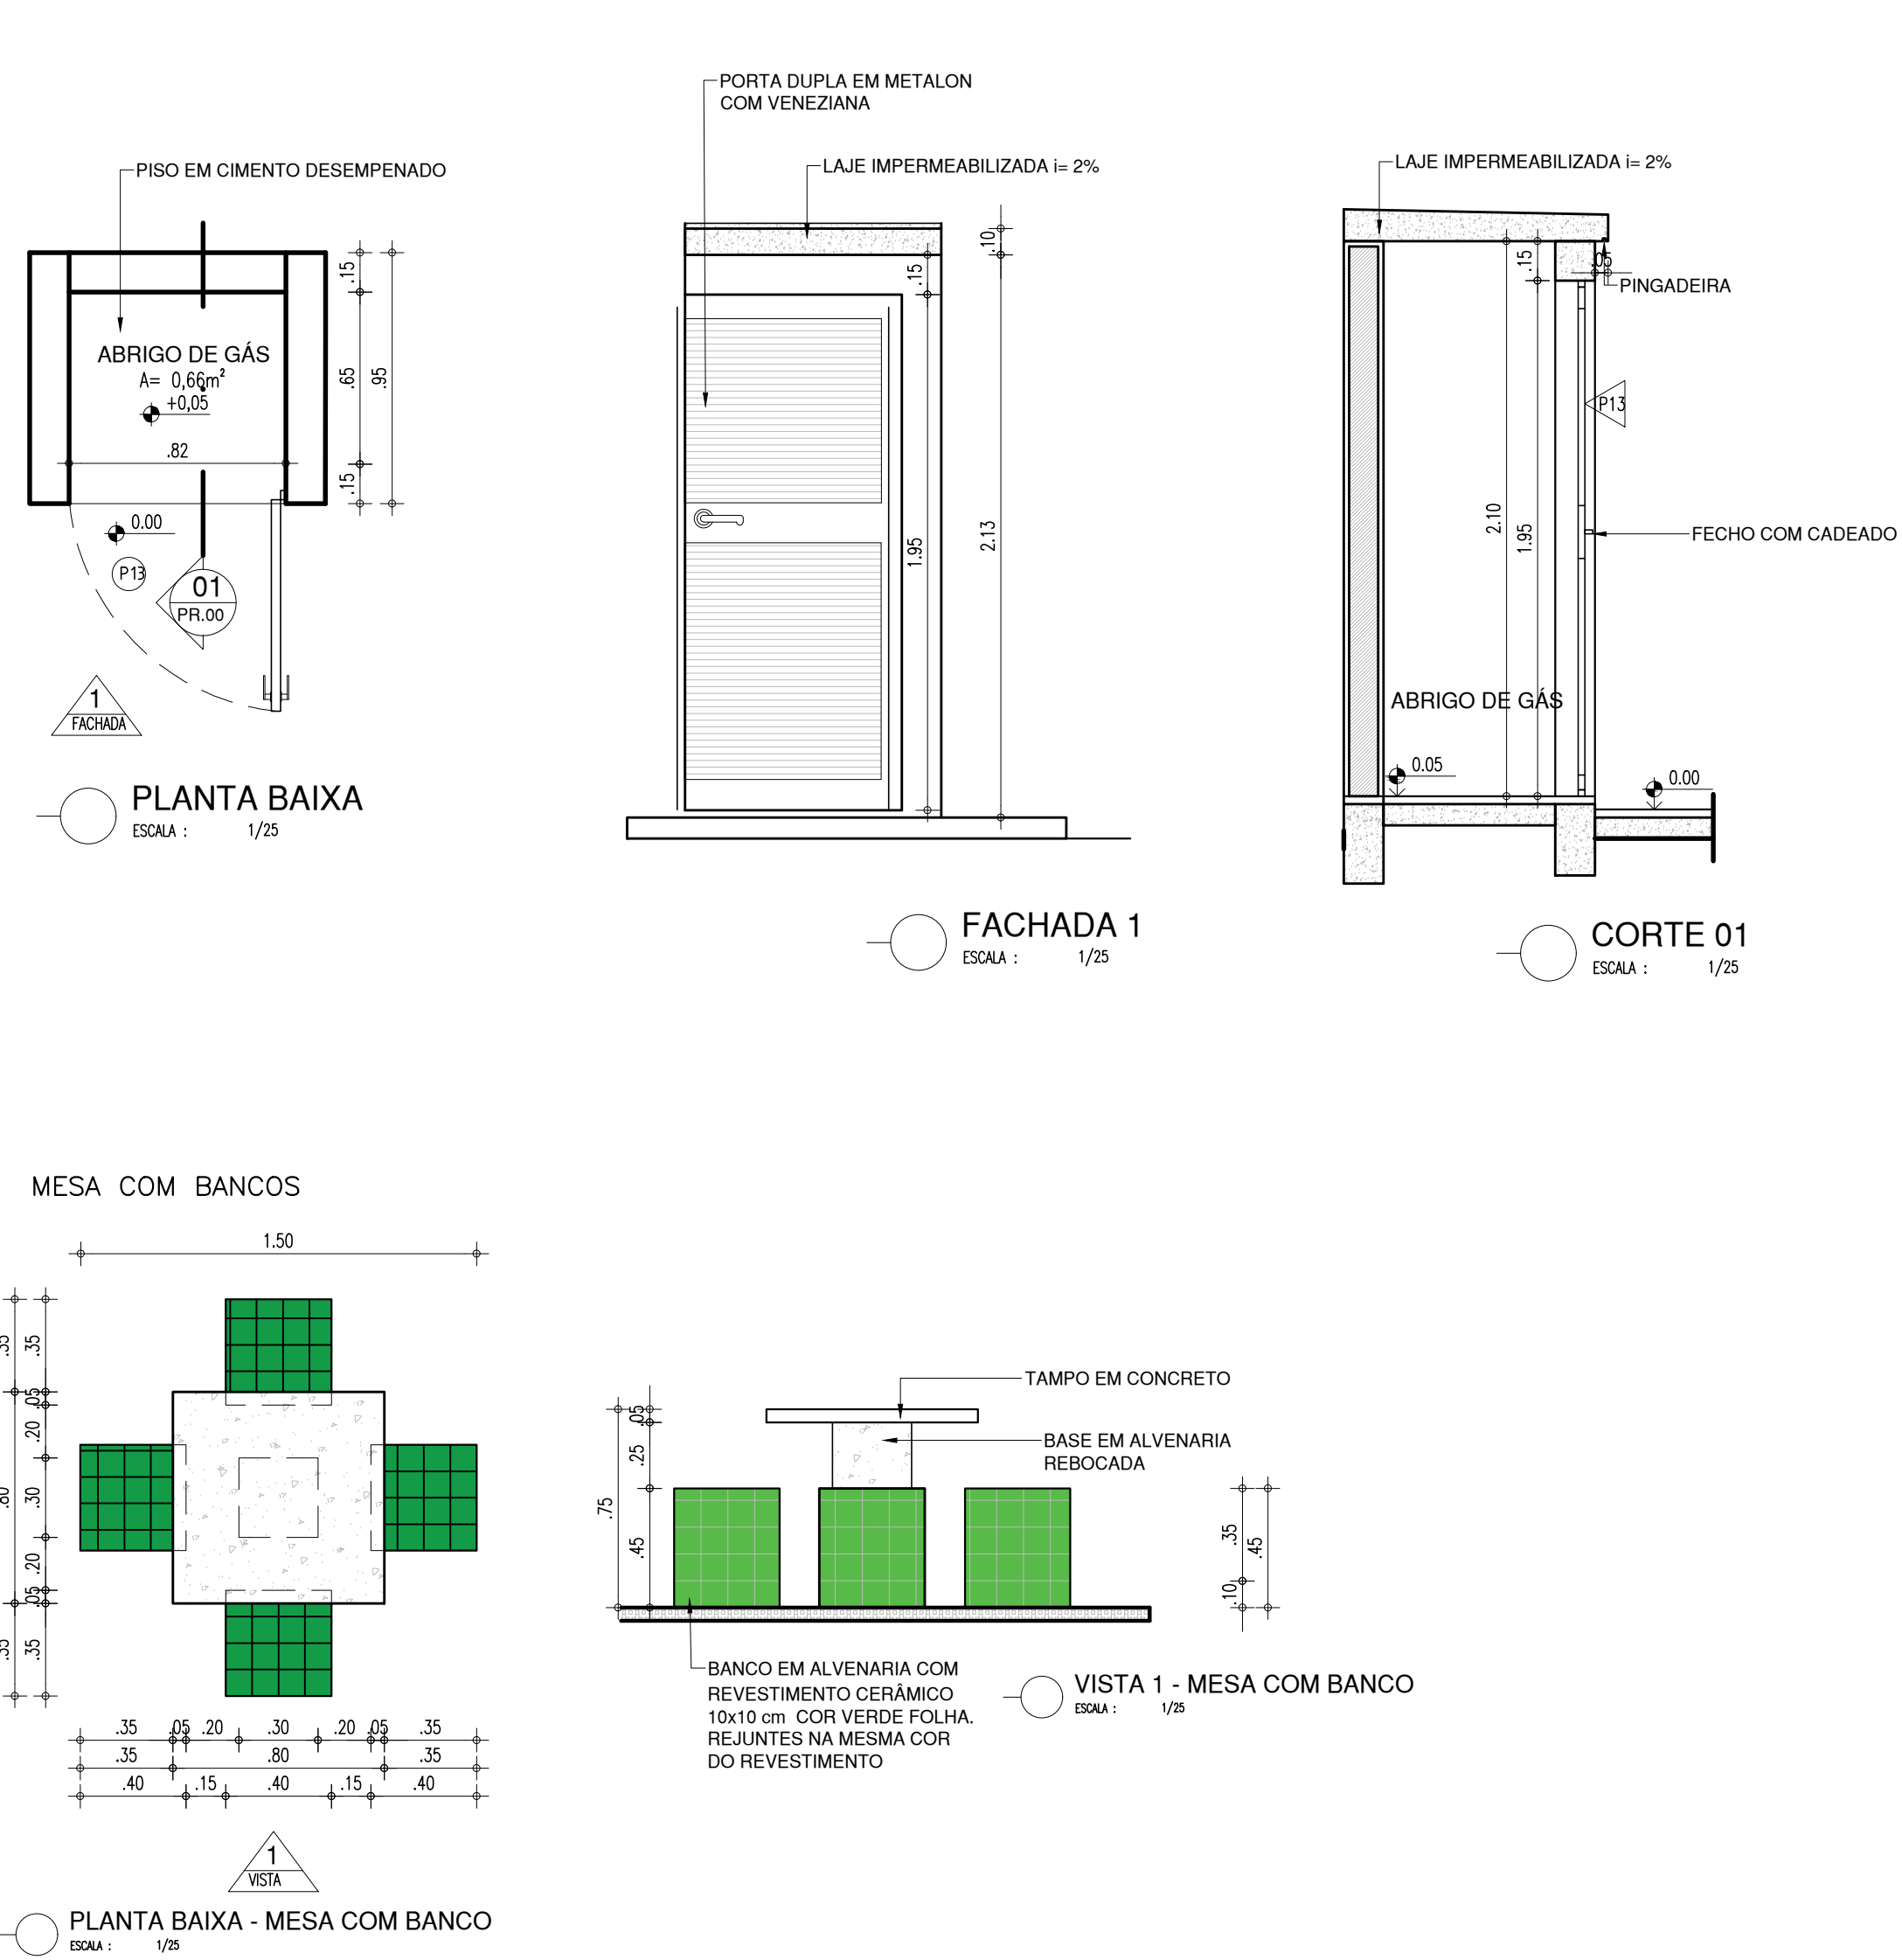 PORTA DUPLA EM METALON
COM VENEZIANA
PISO EM CIMENTO DESEMPENADO
LAJE IMPERMEABILIZADA i= 2%
LAJE IMPERMEABILIZADA i= 2%
ABRIGO DE GÁS
A= 0,66m²
+0,05
.82
.15
.65
.15
.95
0.00
P13
01
PR.00
1
FACHADA
PLANTA BAIXA
ESCALA : 1/25
.10
.15
1.95
2.13
FACHADA 1
ESCALA : 1/25
.15
.05
PINGADEIRA
P13
2.10
1.95
FECHO COM CADEADO
ABRIGO DE GÁS
0.05
0.00
CORTE 01
ESCALA : 1/25
MESA COM BANCOS
1.50
.35
.80
.35
.35
.05
.20
.30
.20
.05
.35
.35 .05 .20 .30 .20 .05 .35
.35 .80 .35
.40 .15 .40 .15 .40
1
VISTA
PLANTA BAIXA - MESA COM BANCO
ESCALA : 1/25
TAMPO EM CONCRETO
BASE EM ALVENARIA
REBOCADA
.75
.05
.25
.45
.35
.10
.45
BANCO EM ALVENARIA COM
REVESTIMENTO CERÂMICO
10x10 cm COR VERDE FOLHA.
REJUNTES NA MESMA COR
DO REVESTIMENTO
VISTA 1 - MESA COM BANCO
ESCALA : 1/25